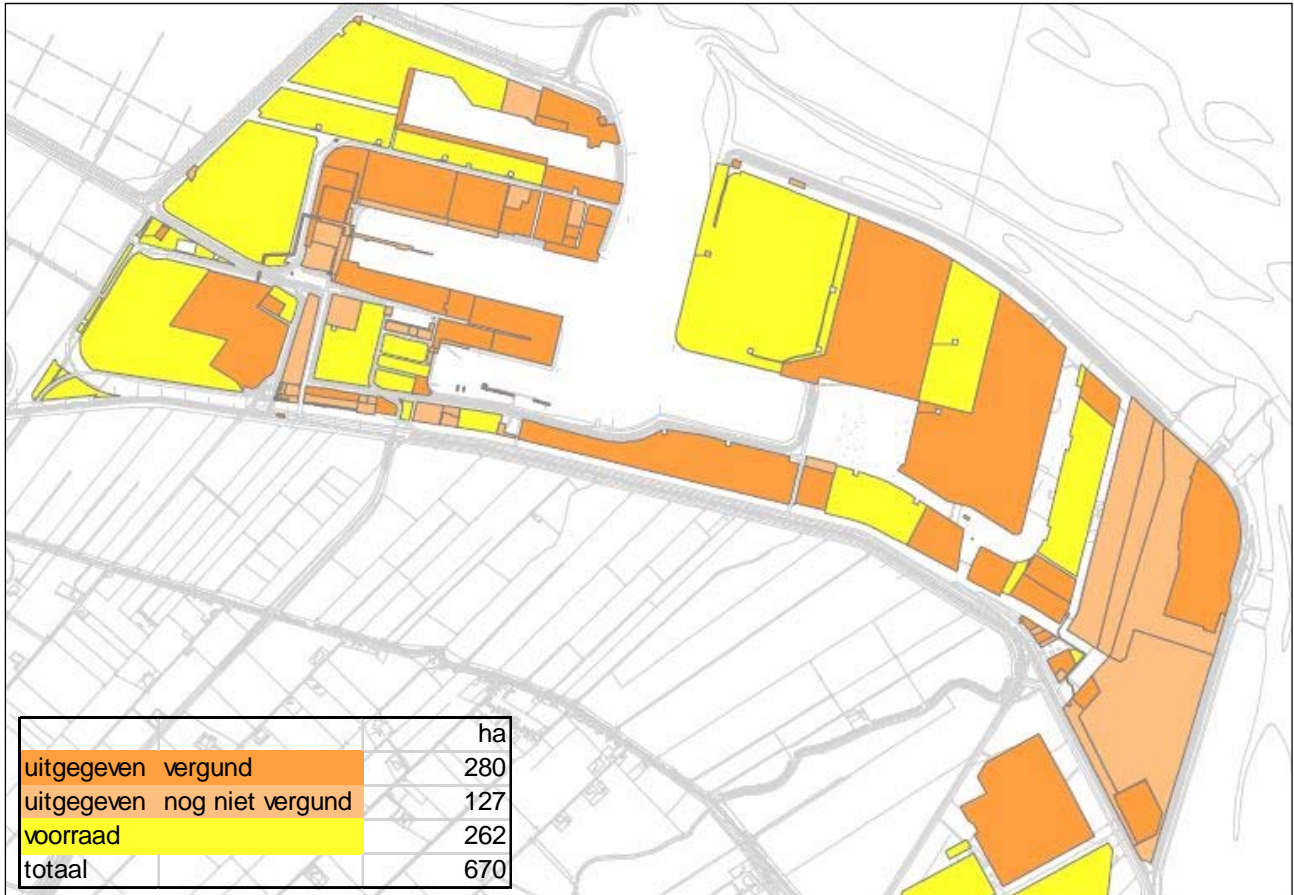 ha
uitgegeven vergund 280
uitgegeven nog niet vergund 127
voorraad 262
totaal 670